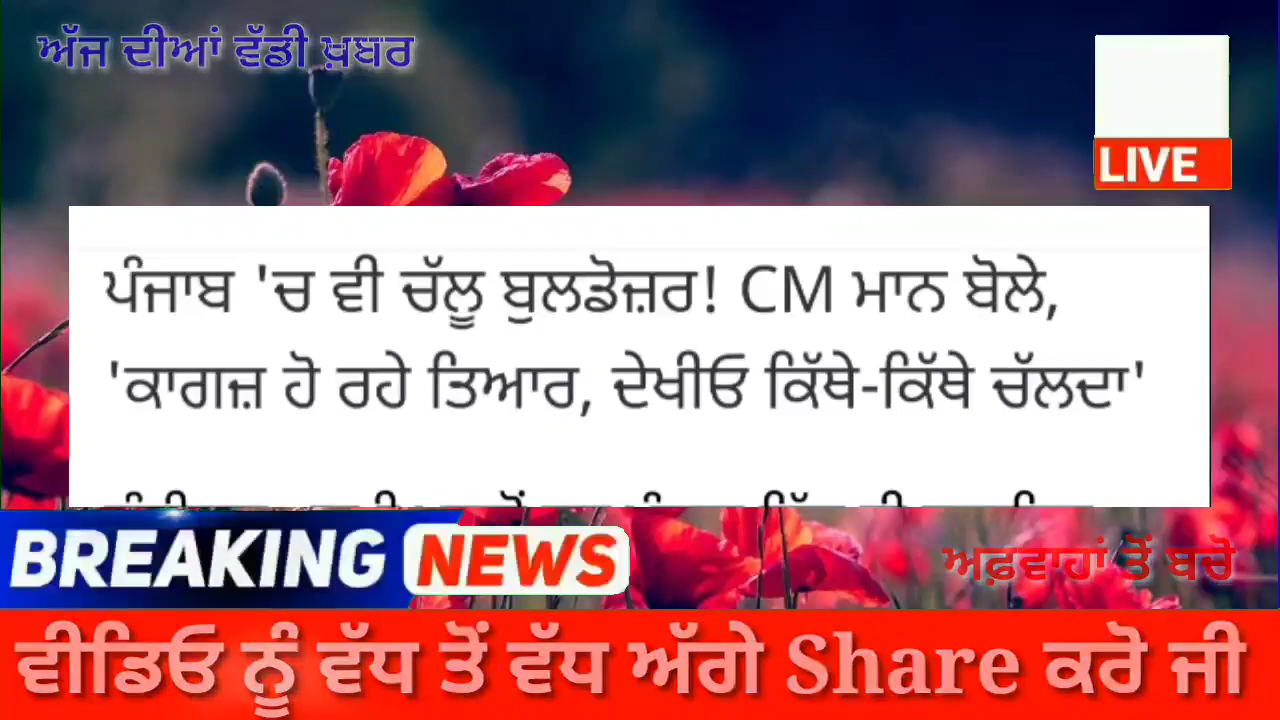 ਅੱਜ ਦੀਆਂ ਵੱਡੀ ਖ਼ਬਰ
LIVE
ਪੰਜਾਬ 'ਚ ਵੀ ਚੱਲੂ ਬੁਲਡੋਜ਼ਰ! CM ਮਾਨ ਬੋਲੇ,
'ਕਾਗਜ਼ ਹੋ ਰਹੇ ਤਿਆਰ, ਦੇਖੀਓ ਕਿੱਥੇ-ਕਿੱਥੇ ਚੱਲਦਾ'
BREAKING NEWS
ਅਫ਼ਵਾਹਾਂ ਤੋਂ ਬਚੋ
ਵੀਡਿਓ ਨੂੰ ਵੱਧ ਤੋਂ ਵੱਧ ਅੱਗੇ Share ਕਰੋ ਜੀ